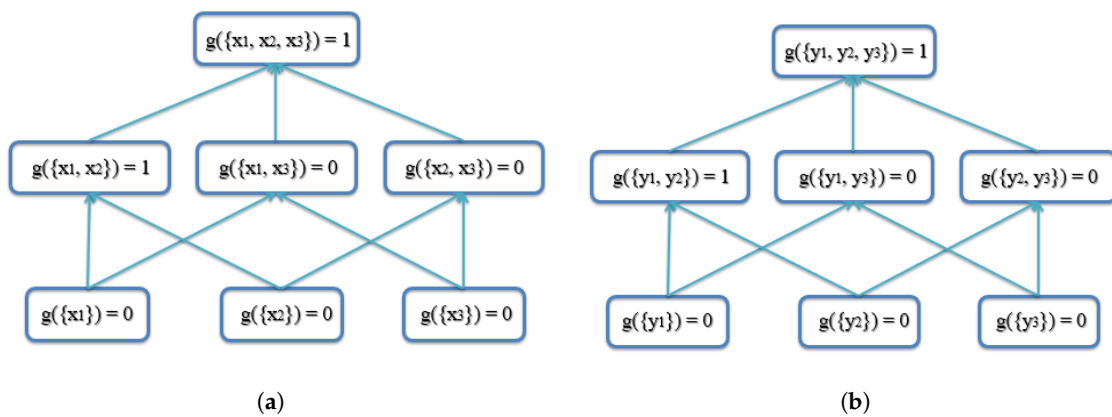 g({x1, x2, x3}) = 1
g({x1, x2}) = 1
g({x1, x3}) = 0
g({x2, x3}) = 0
g({x1}) = 0
g({x2}) = 0
g({x3}) = 0
(a)
g({y1, y2, y3}) = 1
g({y1, y2}) = 1
g({y1, y3}) = 0
g({y2, y3}) = 0
g({y1}) = 0
g({y2}) = 0
g({y3}) = 0
(b)